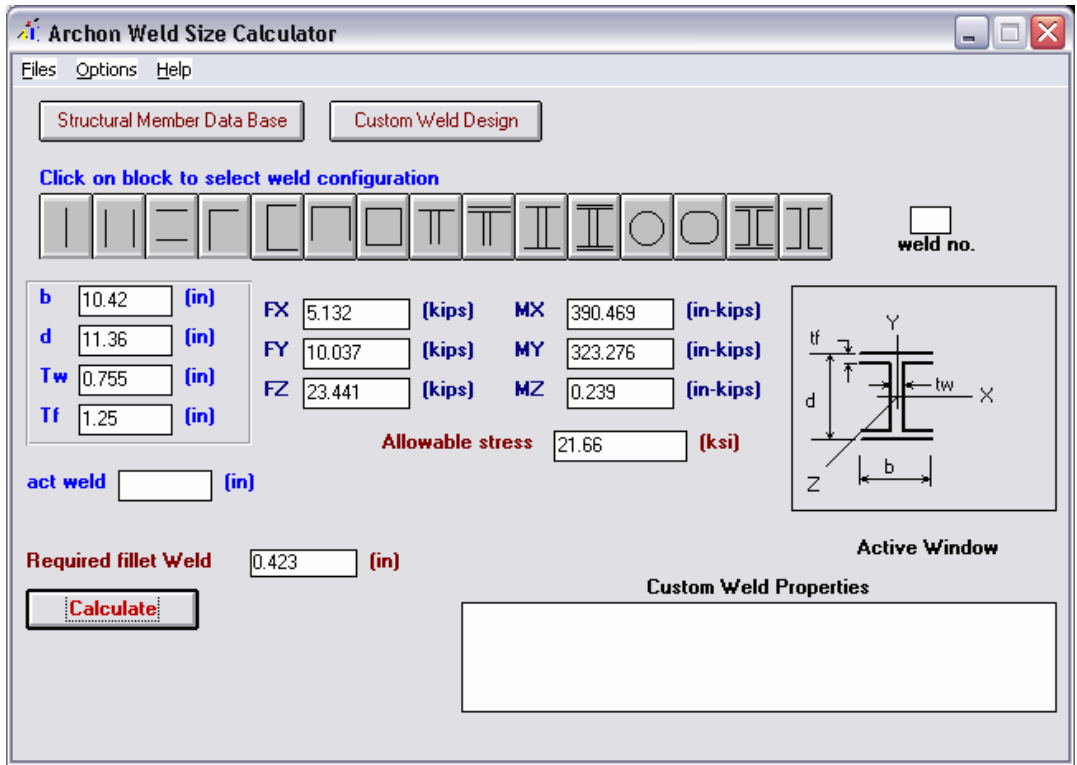 Archon Weld Size Calculator
Files Options Help
Structural Member Data Base Custom Weld Design
Click on block to select weld configuration
weld no.
b 10.42 (in) FX 5.132 (kips) MX 390.469 (in-kips)
d 11.36 (in) FY 10.037 (kips) MY 323.276 (in-kips)
Tw 0.755 (in) FZ 23.441 (kips) MZ 0.239 (in-kips)
Tf 1.25 (in)
Allowable stress 21.66 (ksi)
Y
tf
tw
X
d
b
Z
act weld (in)
Active Window
Required fillet Weld 0.423 (in)
Custom Weld Properties
Calculate